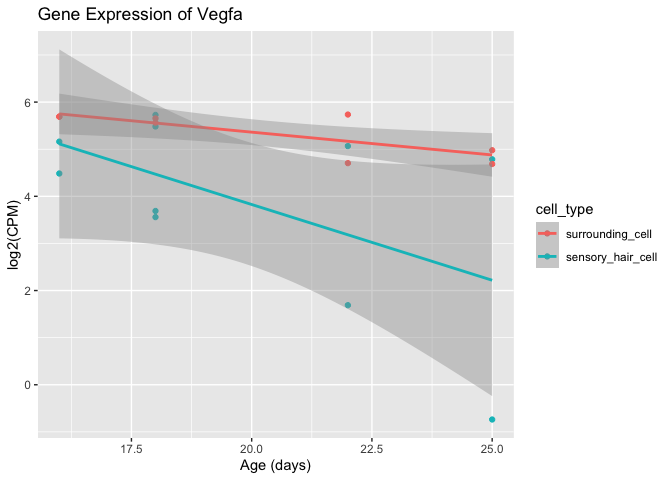 Gene Expression of Vegfa
log2(CPM)
6
4
2
0
17.5 20.0 22.5 25.0
Age (days)
cell_type
surrounding_cell
sensory_hair_cell